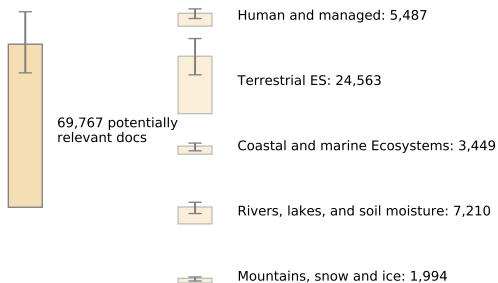 Human and managed: 5,487
Terrestrial ES: 24,563
69,767 potentially
relevant docs
Coastal and marine Ecosystems: 3,449
Rivers, lakes, and soil moisture: 7,210
Mountains, snow and ice: 1,994